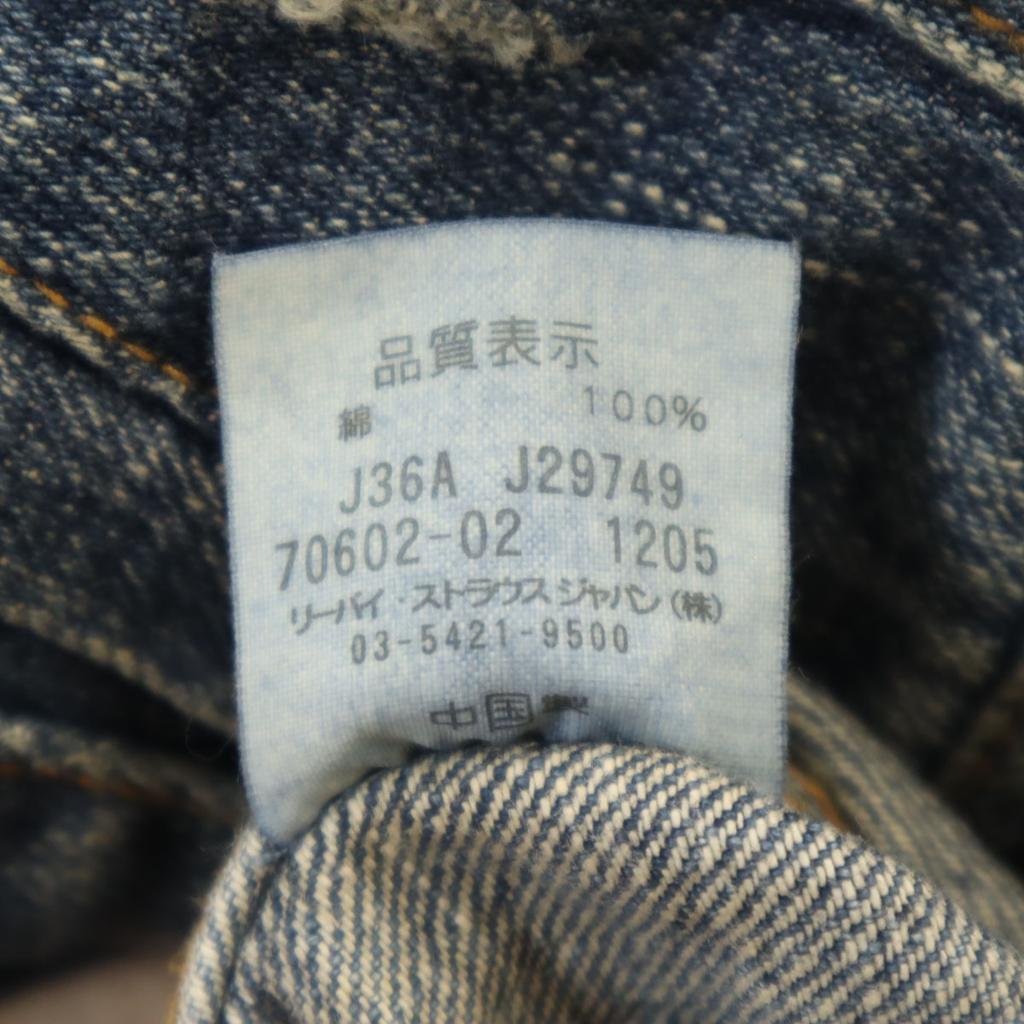 品質表示
綿 100%
J36A J29749
70602-02 1205
リーバイ・ストラウスジャパン(株)
03-5421-9500
中国製